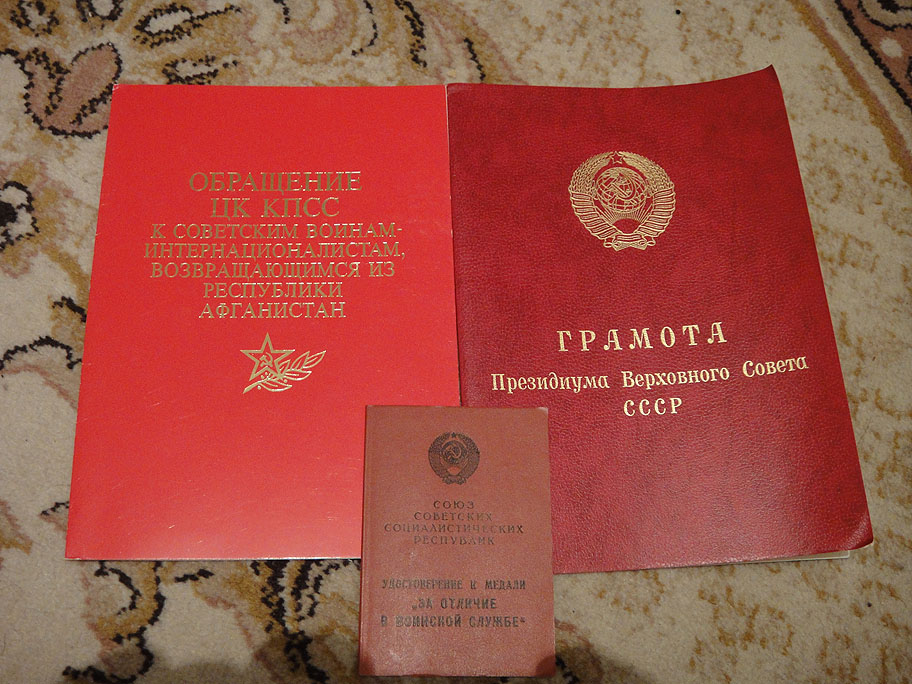 ОБРАЩЕНИЕ
ЦК КПСС
К СОВЕТСКИМ ВОИНАМ-
ИНТЕРНАЦИОНАЛИСТАМ,
ВОЗВРАЩАЮЩИМСЯ ИЗ
РЕСПУБЛИКИ
АФГАНИСТАН
ГРАМОТА
Президиума Верховного Совета
СССР
СОЮЗ
СОВЕТСКИХ
СОЦИАЛИСТИЧЕСКИХ
РЕСПУБЛИК
УДОСТОВЕРЕНИЕ К МЕДАЛИ
„ЗА ОТЛИЧИЕ
В ВОИНСКОЙ СЛУЖБЕ“